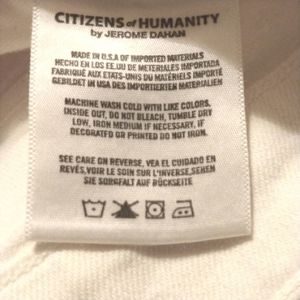 CITIZENS of HUMANITY
by JEROME DAHAN
MADE IN U.S.A OF IMPORTED MATERIALS
HECHO EN LOS EE.UU DE METERIALES IMPORTADA
FABRIQUÉ AUX ETATS-UNIS DU MATÉRIELS IMPORTÉ
GEBILDET IN USA DES IMPORTIERTEN MATERIALIEN
MACHINE WASH COLD WITH LIKE COLORS,
INSIDE OUT, DO NOT BLEACH, TUMBLE DRY
LOW, IRON MEDIUM IF NECESSARY, IF
DECORATED OR PRINTED DO NOT IRON.
SEE CARE ON REVERSE, VEA EL CUIDADO EN
REVÉS, VOIR LE SOIN SUR L'INVERSE, SEHEN
SIE SORGFALT AUF RÜCKSEITE